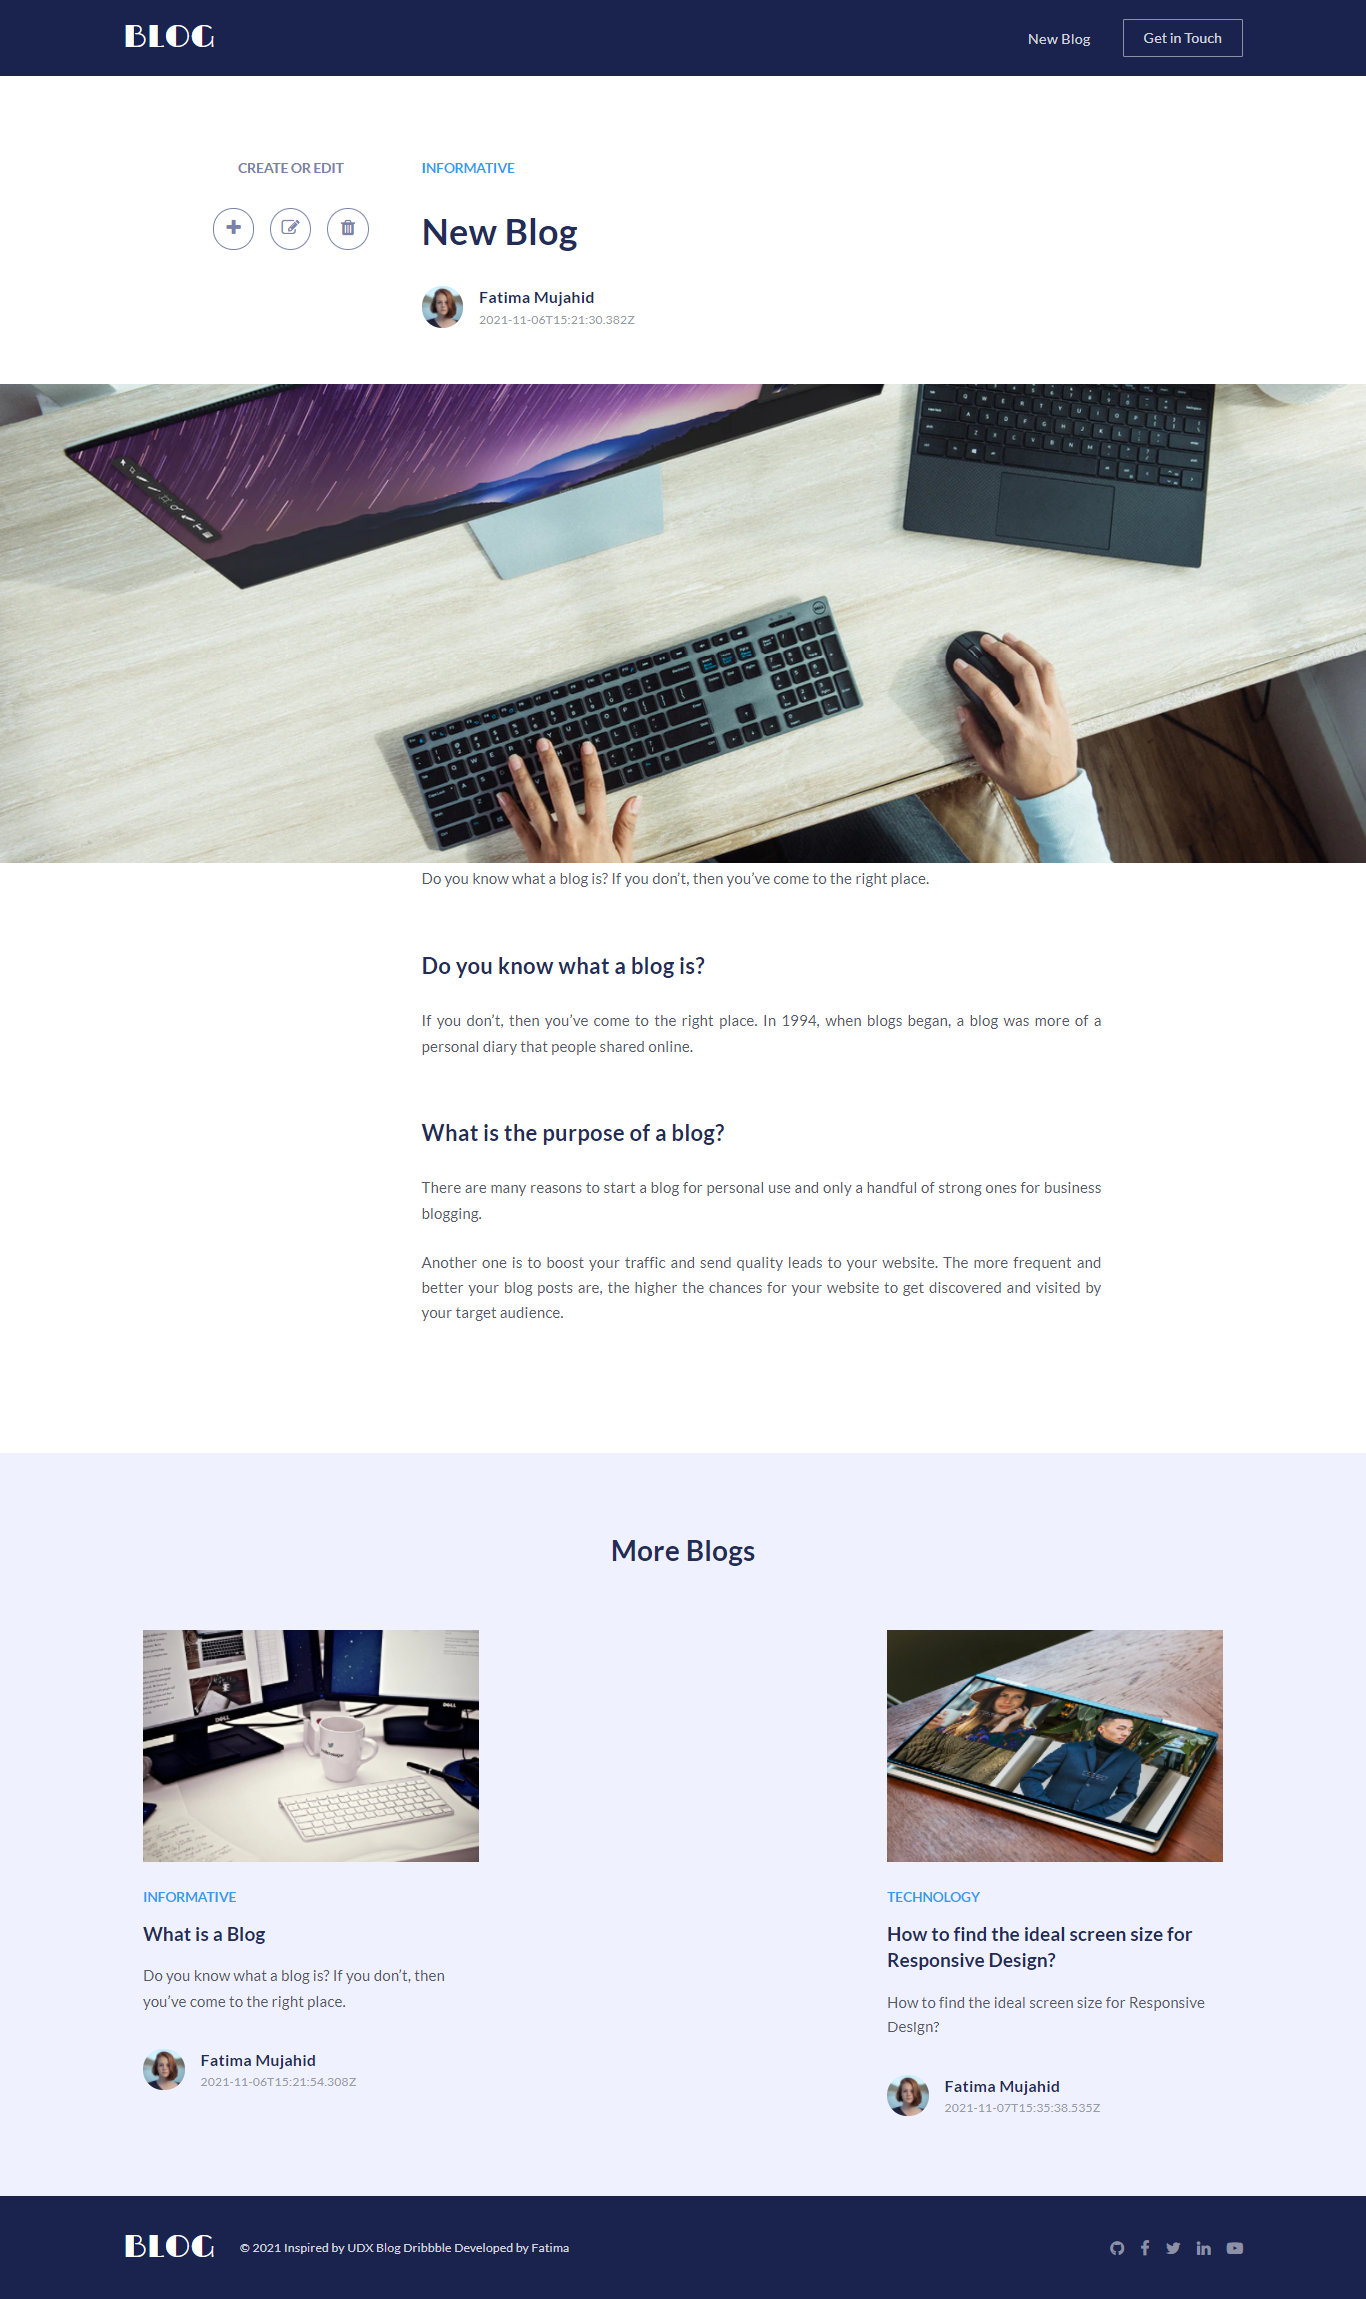 BLOG
New Blog
Get in Touch
CREATE OR EDIT
INFORMATIVE
New Blog
Fatima Mujahid
2021-11-06T15:21:30.382Z
Do you know what a blog is? If you don’t, then you’ve come to the right place.
Do you know what a blog is?
If you don’t, then you’ve come to the right place. In 1994, when blogs began, a blog was more of a
personal diary that people shared online.
What is the purpose of a blog?
There are many reasons to start a blog for personal use and only a handful of strong ones for business
blogging.
Another one is to boost your traffic and send quality leads to your website. The more frequent and
better your blog posts are, the higher the chances for your website to get discovered and visited by
your target audience.
More Blogs
DELL
DELL
INFORMATIVE
What is a Blog
Do you know what a blog is? If you don’t, then
you’ve come to the right place.
Fatima Mujahid
2021-11-06T15:21:54.308Z
TECHNOLOGY
How to find the ideal screen size for
Responsive Design?
How to find the ideal screen size for Responsive
DesIgn?
Fatima Mujahid
2021-11-07T15:35:38.535Z
BLOG
© 2021 Inspired by UDX Blog Dribbble Developed by Fatima